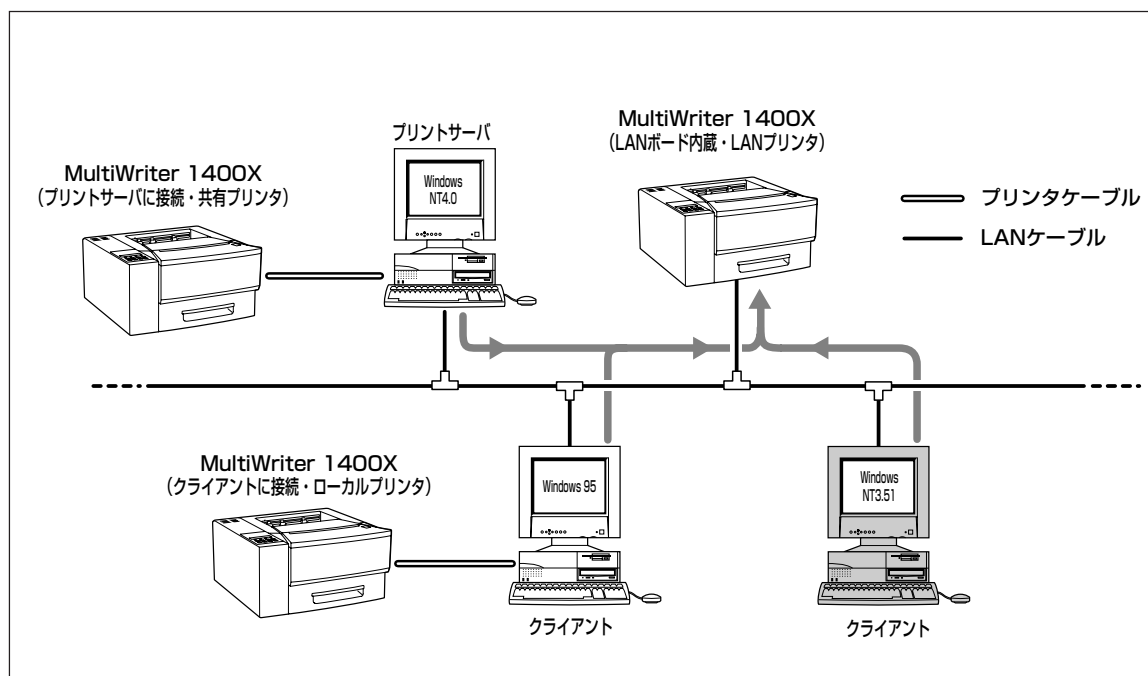 プリントサーバ
Windows
NT4.0
MultiWriter 1400X
（プリントサーバに接続・共有プリンタ）
MultiWriter 1400X
（LANボード内蔵・LANプリンタ）
プリンタケーブル
LANケーブル
MultiWriter 1400X
（クライアントに接続・ローカルプリンタ）
Windows 95
クライアント
Windows
NT3.51
クライアント